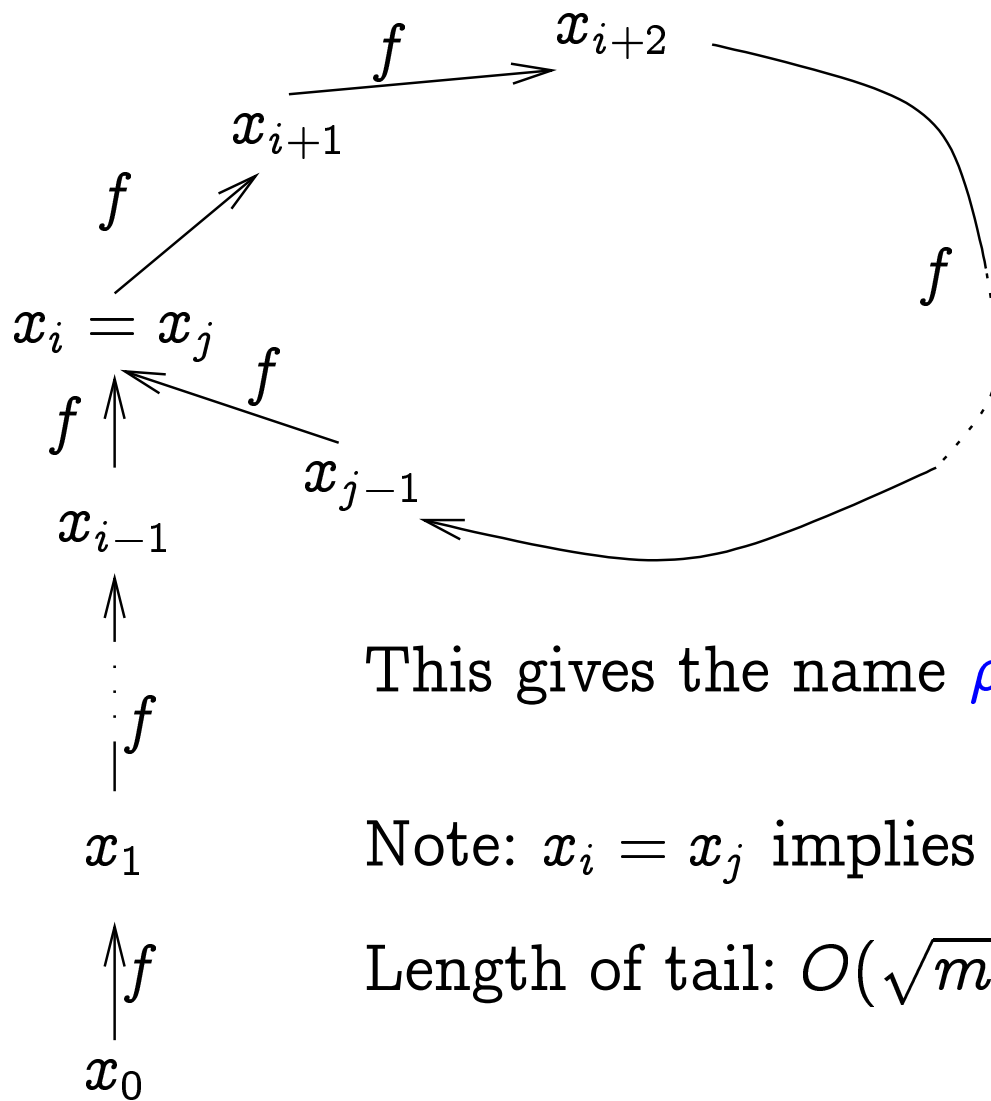 f
x_{i+2}
x_{i+1}
f
f
x_i = x_j
f
f
x_{j-1}
x_{i-1}
This gives the name ρ
f
x_1
Note: x_i = x_j implies
f
Length of tail: O(√m
x_0